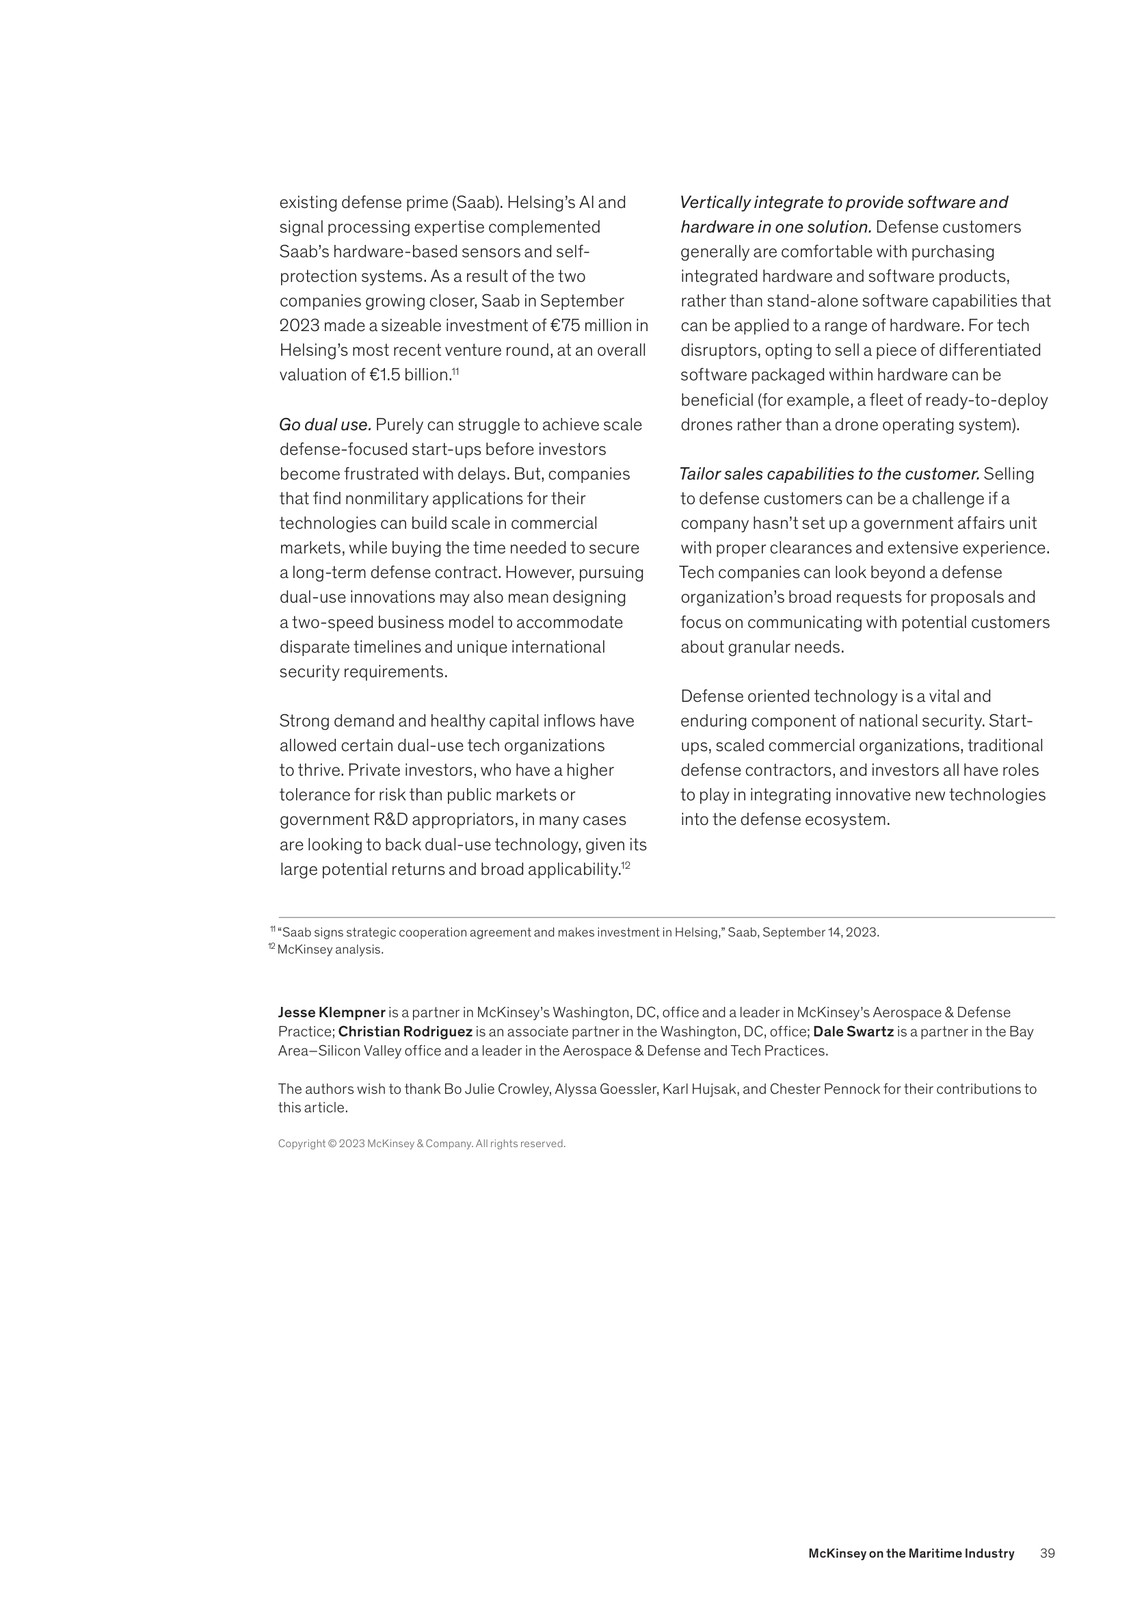 existing defense prime (Saab). Helsing’s AI and
signal processing expertise complemented
Saab’s hardware-based sensors and self-
protection systems. As a result of the two
companies growing closer, Saab in September
2023 made a sizeable investment of €75 million in
Helsing’s most recent venture round, at an overall
valuation of €1.5 billion.¹¹
Go dual use. Purely can struggle to achieve scale
defense-focused start-ups before investors
become frustrated with delays. But, companies
that find nonmilitary applications for their
technologies can build scale in commercial
markets, while buying the time needed to secure
a long-term defense contract. However, pursuing
dual-use innovations may also mean designing
a two-speed business model to accommodate
disparate timelines and unique international
security requirements.
Strong demand and healthy capital inflows have
allowed certain dual-use tech organizations
to thrive. Private investors, who have a higher
tolerance for risk than public markets or
government R&D appropriators, in many cases
are looking to back dual-use technology, given its
large potential returns and broad applicability.¹²
Vertically integrate to provide software and
hardware in one solution. Defense customers
generally are comfortable with purchasing
integrated hardware and software products,
rather than stand-alone software capabilities that
can be applied to a range of hardware. For tech
disruptors, opting to sell a piece of differentiated
software packaged within hardware can be
beneficial (for example, a fleet of ready-to-deploy
drones rather than a drone operating system).
Tailor sales capabilities to the customer. Selling
to defense customers can be a challenge if a
company hasn’t set up a government affairs unit
with proper clearances and extensive experience.
Tech companies can look beyond a defense
organization’s broad requests for proposals and
focus on communicating with potential customers
about granular needs.
Defense oriented technology is a vital and
enduring component of national security. Start-
ups, scaled commercial organizations, traditional
defense contractors, and investors all have roles
to play in integrating innovative new technologies
into the defense ecosystem.
¹¹ “Saab signs strategic cooperation agreement and makes investment in Helsing,” Saab, September 14, 2023.
¹² McKinsey analysis.
Jesse Klempner is a partner in McKinsey’s Washington, DC, office and a leader in McKinsey’s Aerospace & Defense
Practice; Christian Rodriguez is an associate partner in the Washington, DC, office; Dale Swartz is a partner in the Bay
Area—Silicon Valley office and a leader in the Aerospace & Defense and Tech Practices.
The authors wish to thank Bo Julie Crowley, Alyssa Goessler, Karl Hujsak, and Chester Pennock for their contributions to
this article.
Copyright © 2023 McKinsey & Company. All rights reserved.
McKinsey on the Maritime Industry 39